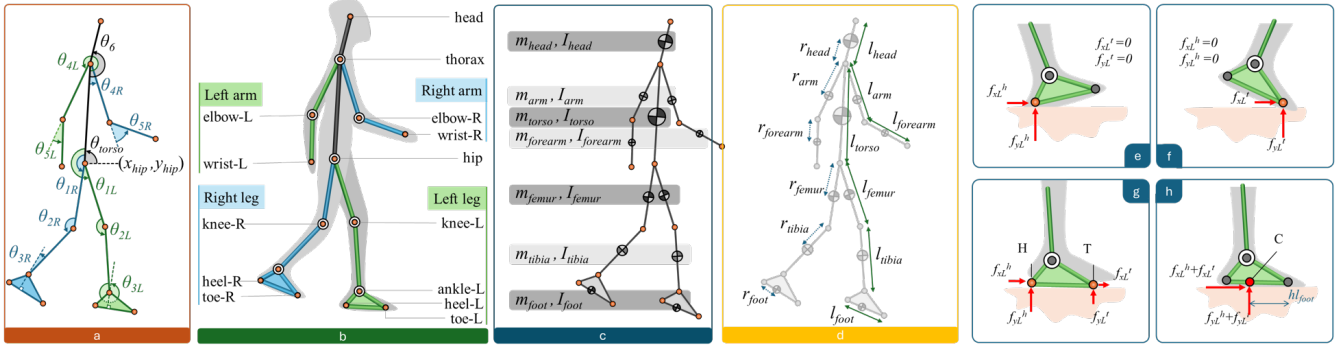 θ6
θ4L
θ4R
θ5R
θtorso
θ5L
(xhip, yhip)
θ1R
θ1L
θ2R
θ2L
θ3R
θ3L
a
head
thorax
Left arm
Right arm
elbow-L
elbow-R
wrist-R
wrist-L
hip
Right leg
Left leg
knee-R
knee-L
heel-R
toe-R
ankle-L
heel-L
toe-L
b
mhead, Ihead
marm, Iarm
mtorso, Itorso
mforearm, Iforearm
mfemur, Ifemur
mtibia, Itibia
mfoot, Ifoot
c
rhead
lhead
rarm
larm
rforearm
lforearm
ltorso
rfemur
lfemur
rtibia
ltibia
rfoot
lfoot
d
fxLt=0
fyLt=0
fxLh
fyLh
e
fxLh=0
fyLh=0
fxLt
fyLt
f
g
H
T
fxLh
fxLt
fyLh
fyLt
h
C
fxLh+fxLt
hlfoot
fyLh+fyLt